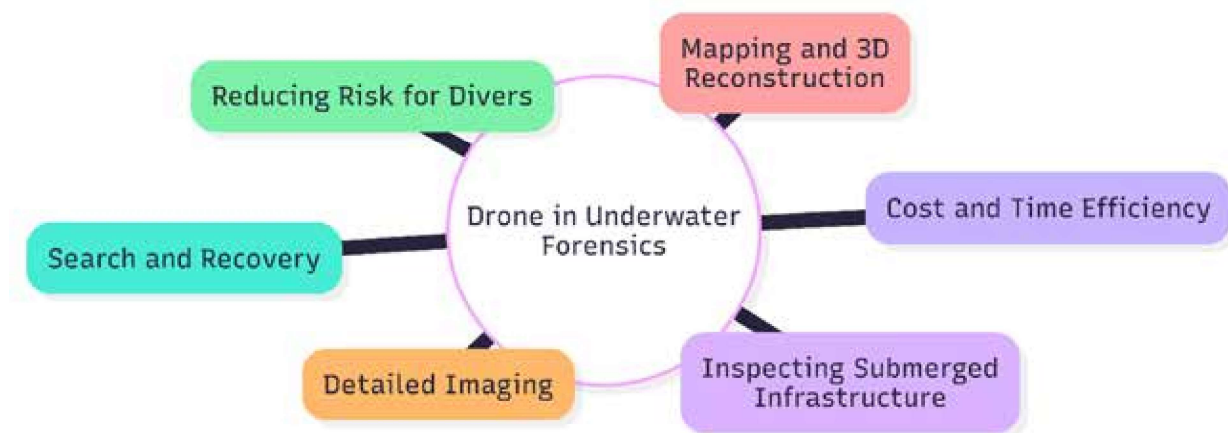 Mapping and 3D
Reconstruction
Reducing Risk for Divers
Cost and Time Efficiency
Drone in Underwater
Forensics
Search and Recovery
Inspecting Submerged
Infrastructure
Detailed Imaging